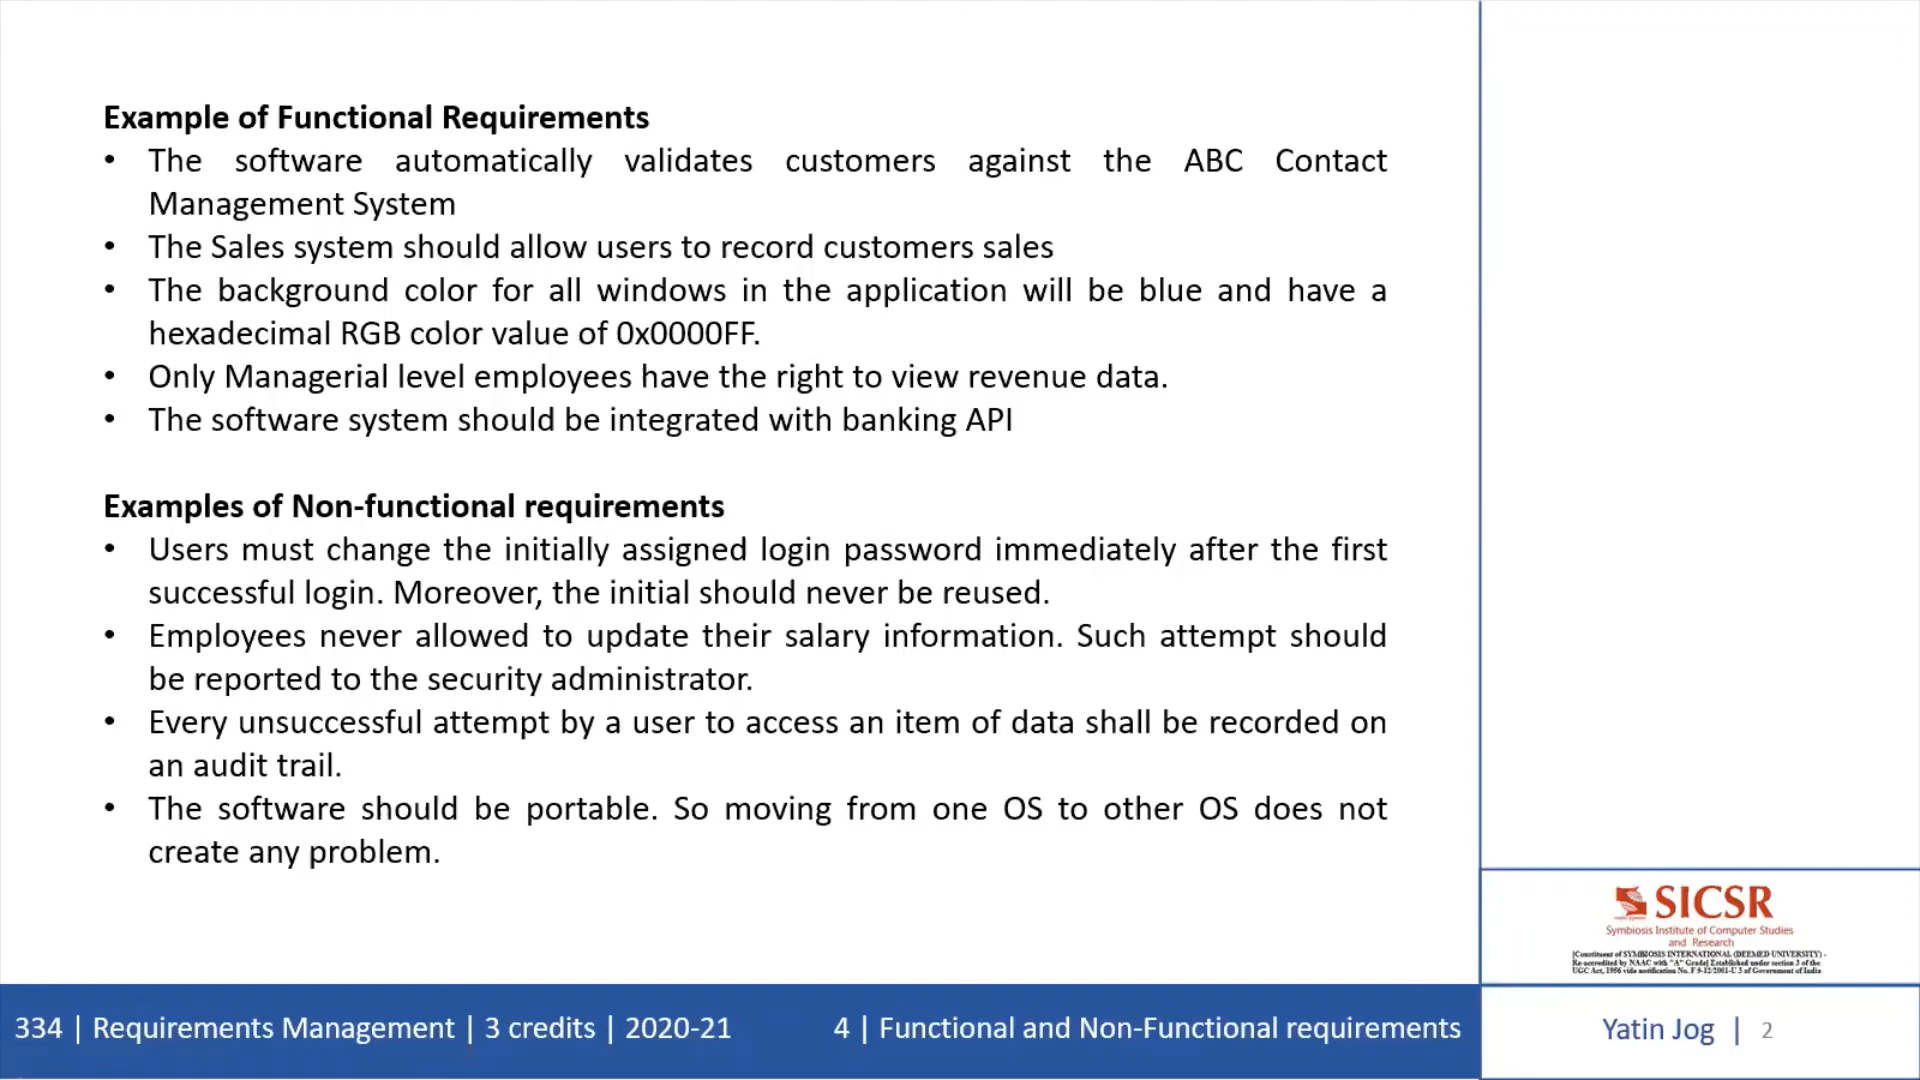 Example of Functional Requirements
• The software automatically validates customers against the ABC Contact
Management System
• The Sales system should allow users to record customers sales
• The background color for all windows in the application will be blue and have a
hexadecimal RGB color value of 0x0000FF.
• Only Managerial level employees have the right to view revenue data.
• The software system should be integrated with banking API
Examples of Non-functional requirements
• Users must change the initially assigned login password immediately after the first
successful login. Moreover, the initial should never be reused.
• Employees never allowed to update their salary information. Such attempt should
be reported to the security administrator.
• Every unsuccessful attempt by a user to access an item of data shall be recorded on
an audit trail.
• The software should be portable. So moving from one OS to other OS does not
create any problem.
SICSR
Symbiosis Institute of Computer Studies
and Research
[Constituent of SYMBIOSIS INTERNATIONAL (DEEMED UNIVERSITY) -
Re-accredited by NAAC with "A" Grade| Established under section 3 of the
UGC Act, 1956 vide notification No. F 9-12/2001-U 3 of Government of India
334 | Requirements Management | 3 credits | 2020-21
4 | Functional and Non-Functional requirements
Yatin Jog | 2